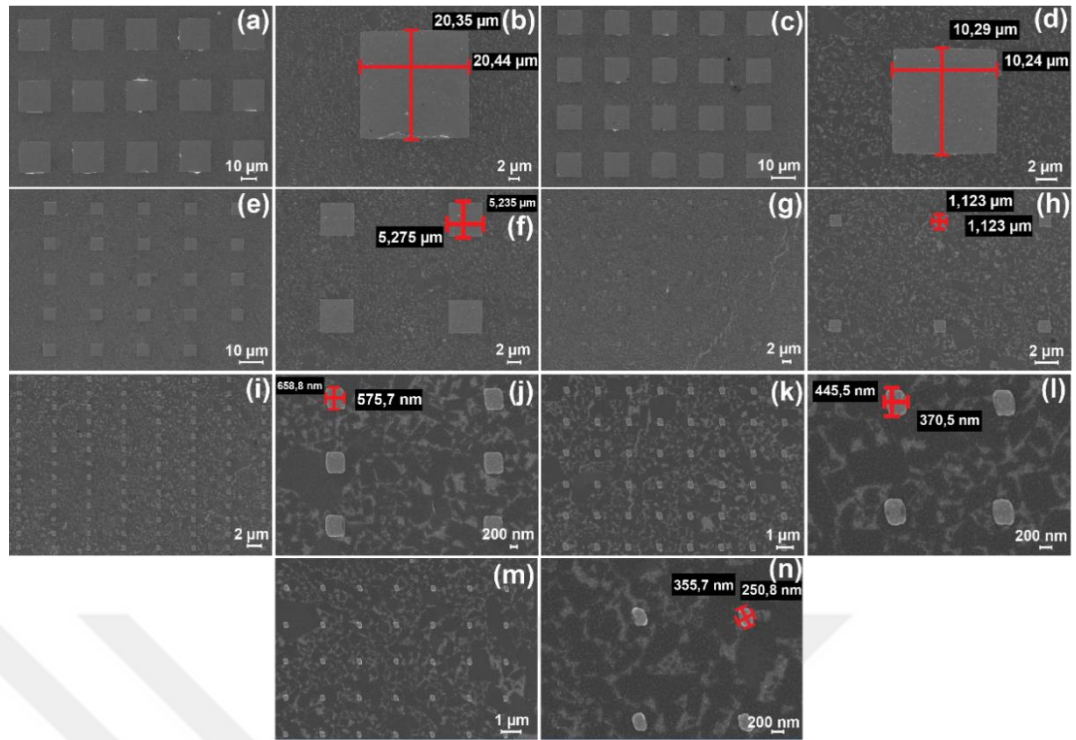 (a)
10 µm
(b)
20,35 µm
20,44 µm
2 µm
(c)
10 µm
(d)
10,29 µm
10,24 µm
2 µm
(e)
10 µm
(f)
5,235 µm
5,275 µm
2 µm
(g)
2 µm
(h)
1,123 µm
1,123 µm
2 µm
(i)
2 µm
(j)
658,8 nm
575,7 nm
200 nm
(k)
1 µm
(l)
445,5 nm
370,5 nm
200 nm
(m)
1 µm
(n)
355,7 nm
250,8 nm
200 nm